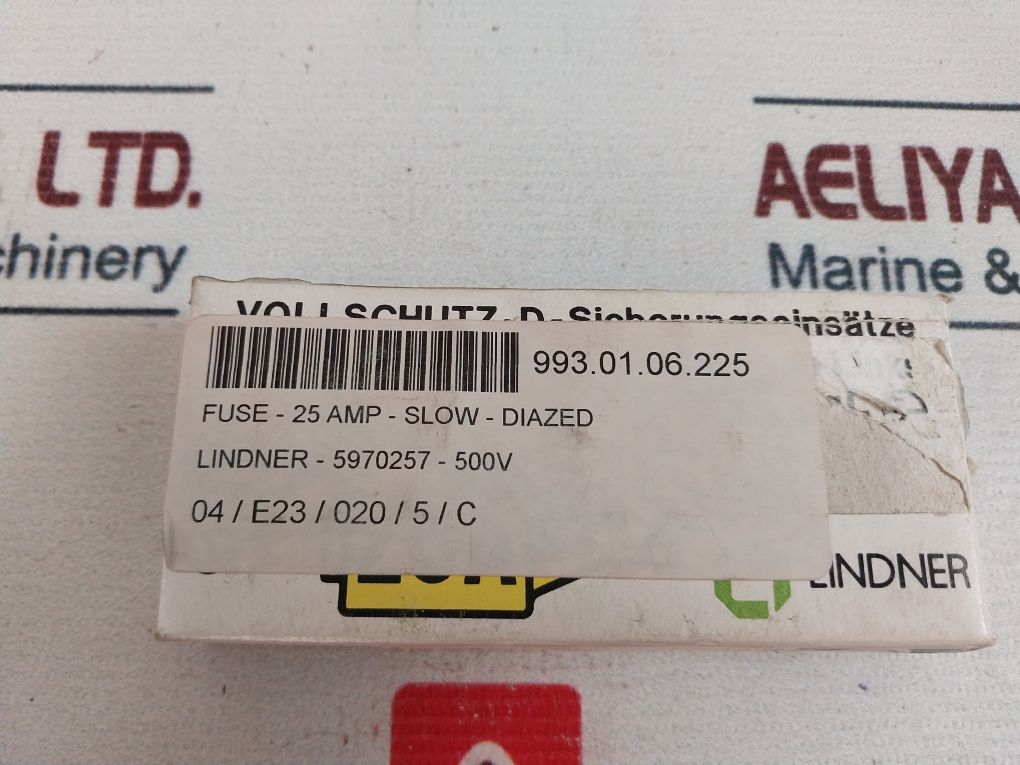 LTD.
AELIYA
Marine &
VOLLSCHUTZ-D-Sicherungseinsätze
993.01.06.225
FUSE - 25 AMP - SLOW - DIAZED
LINDNER - 5970257 - 500V
04 / E23 / 020 / 5 / C
LINDNER